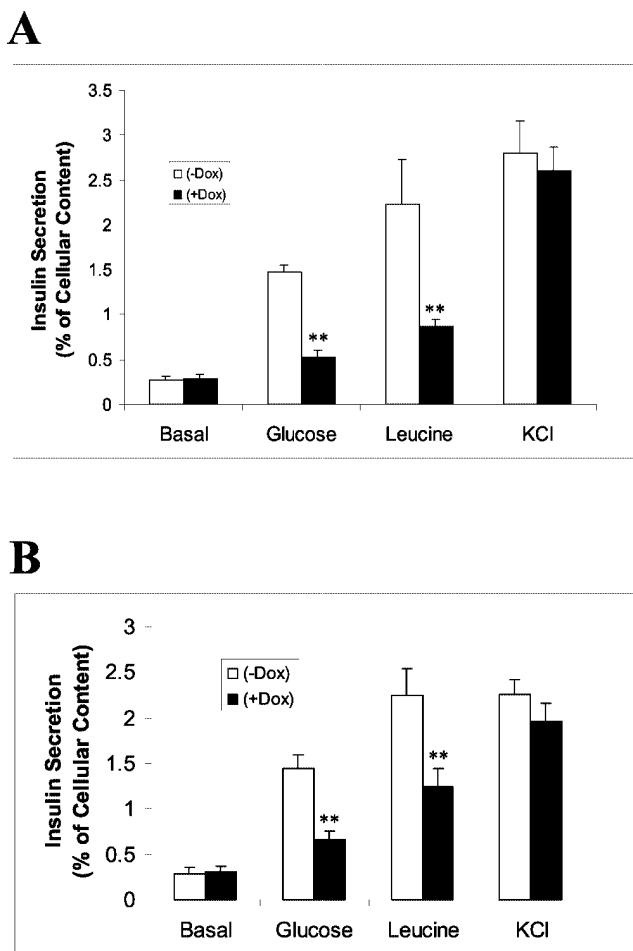 A
3.5
3
2.5
2
1.5
1
0.5
0
Insulin Secretion
(% of Cellular Content)
(-Dox)
(+Dox)
**
**
Basal Glucose Leucine KCl
B
3
2.5
2
1.5
1
0.5
0
Insulin Secretion
(% of Cellular Content)
(-Dox)
(+Dox)
**
**
Basal Glucose Leucine KCl